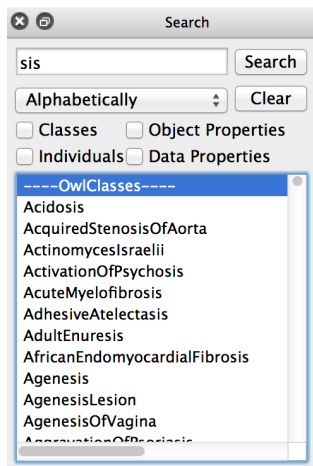 Search
sis Search
Alphabetically Clear
Classes Object Properties
Individuals Data Properties
----OwlClasses----
Acidosis
AcquiredStenosisOfAorta
ActinomycesIsraelii
ActivationOfPsychosis
AcuteMyelofibrosis
AdhesiveAtelectasis
AdultEnuresis
AfricanEndomyocardialFibrosis
Agenesis
AgenesisLesion
AgenesisOfVagina
AggravationOfPsoriasis